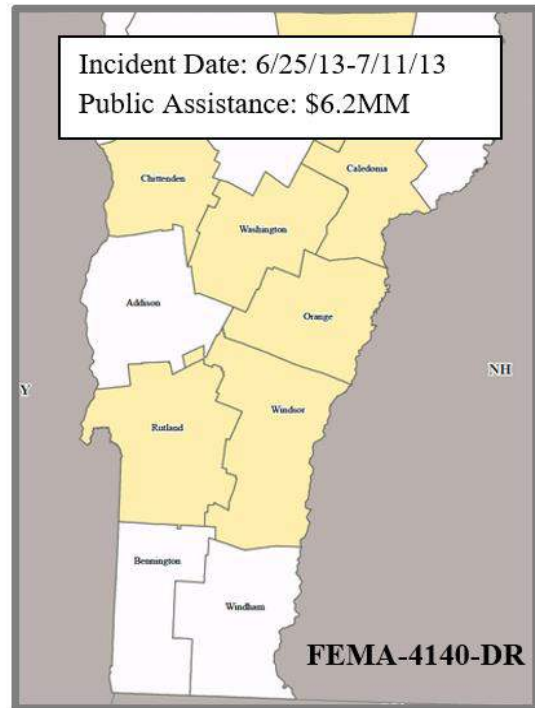 Incident Date: 6/25/13-7/11/13
Public Assistance: $6.2MM
Chittenden
Caledonia
Washington
Addison
Orange
Y
NH
Windsor
Rutland
Bennington
Windham
FEMA-4140-DR